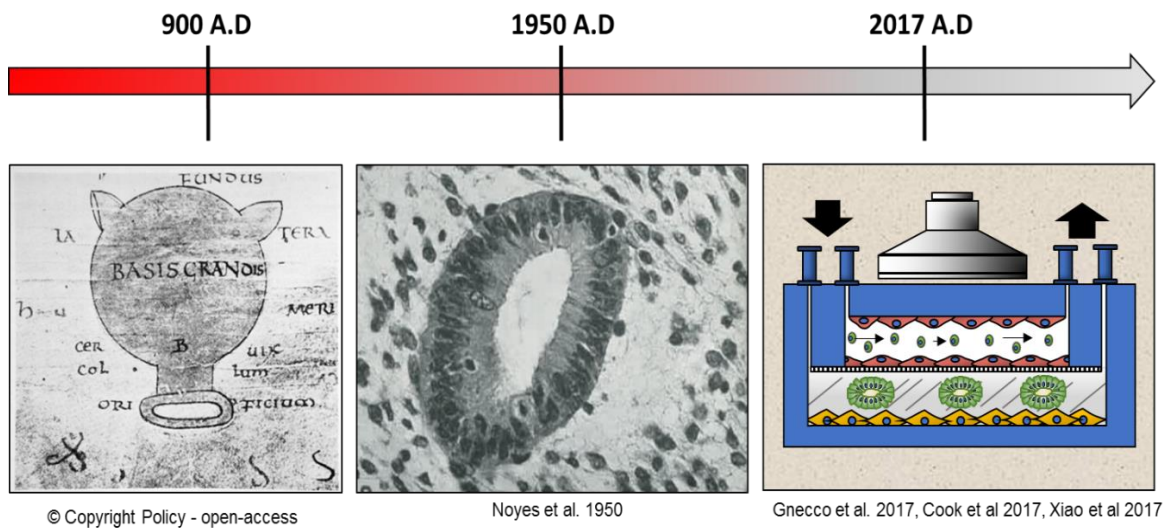 900 A.D
1950 A.D
2017 A.D
FUNDUS
LA TERA
BASIS GRANDIS
MERI
B
CER UIX
COL lum
ORI FICIUM
© Copyright Policy - open-access
Noyes et al. 1950
Gnecco et al. 2017, Cook et al 2017, Xiao et al 2017